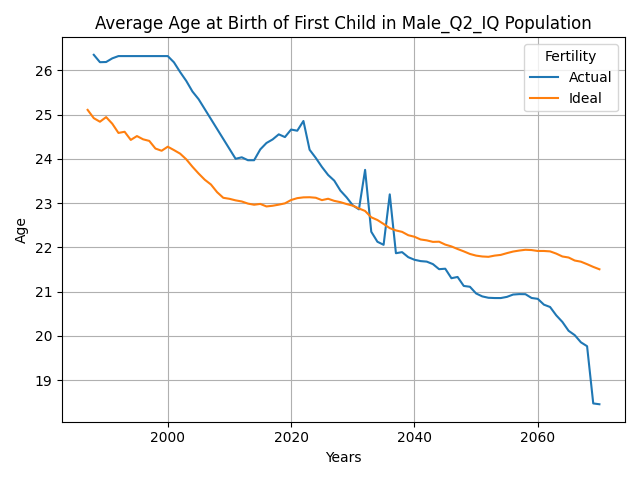 Average Age at Birth of First Child in Male_Q2_IQ Population
Fertility
Actual
Ideal
Age
26
25
24
23
22
21
20
19
2000
2020
2040
2060
Years